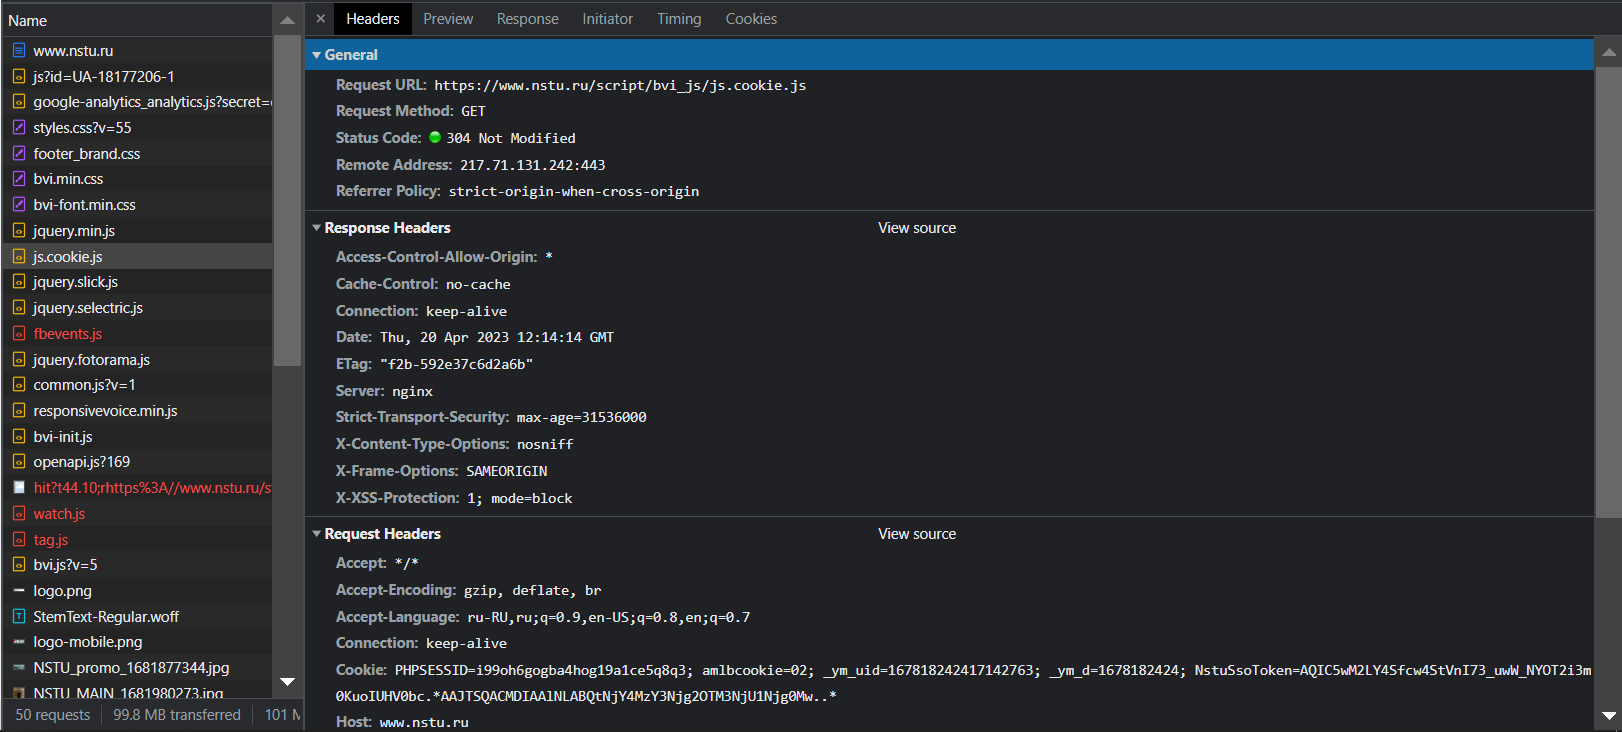 Name
www.nstu.ru
js?id=UA-18177206-1
google-analytics_analytics.js?secret=
styles.css?v=55
footer_brand.css
bvi.min.css
bvi-font.min.css
jquery.min.js
js.cookie.js
jquery.slick.js
jquery.selectric.js
fbevents.js
jquery.fotorama.js
common.js?v=1
responsivevoice.min.js
bvi-init.js
openapi.js?169
hit?t44.10;rhttps%3A//www.nstu.ru/s
watch.js
tag.js
bvi.js?v=5
logo.png
StemText-Regular.woff
logo-mobile.png
NSTU_promo_1681877344.jpg
NSTU_MAIN_1681980273.jpg
50 requests 99.8 MB transferred 101 M
× Headers Preview Response Initiator Timing Cookies
General
Request URL: https://www.nstu.ru/script/bvi_js/js.cookie.js
Request Method: GET
Status Code: 304 Not Modified
Remote Address: 217.71.131.242:443
Referrer Policy: strict-origin-when-cross-origin
Response Headers View source
Access-Control-Allow-Origin: *
Cache-Control: no-cache
Connection: keep-alive
Date: Thu, 20 Apr 2023 12:14:14 GMT
ETag: "f2b-592e37c6d2a6b"
Server: nginx
Strict-Transport-Security: max-age=31536000
X-Content-Type-Options: nosniff
X-Frame-Options: SAMEORIGIN
X-XSS-Protection: 1; mode=block
Request Headers View source
Accept: */*
Accept-Encoding: gzip, deflate, br
Accept-Language: ru-RU,ru;q=0.9,en-US;q=0.8,en;q=0.7
Connection: keep-alive
Cookie: PHPSESSID=i99oh6gogba4hog19a1ce5q8q3; amlbcookie=02; _ym_uid=167818242417142763; _ym_d=1678182424; NstuSsoToken=AQIC5wM2LY4Sfcw4StVnI73_uwW_NYOT2i3m
0KuoIUHV0bc.*AAJTSQACMDIAAlNLABQtNjY4MzY3Njg2OTM3NjU1Njg0Mw..*
Host: www.nstu.ru